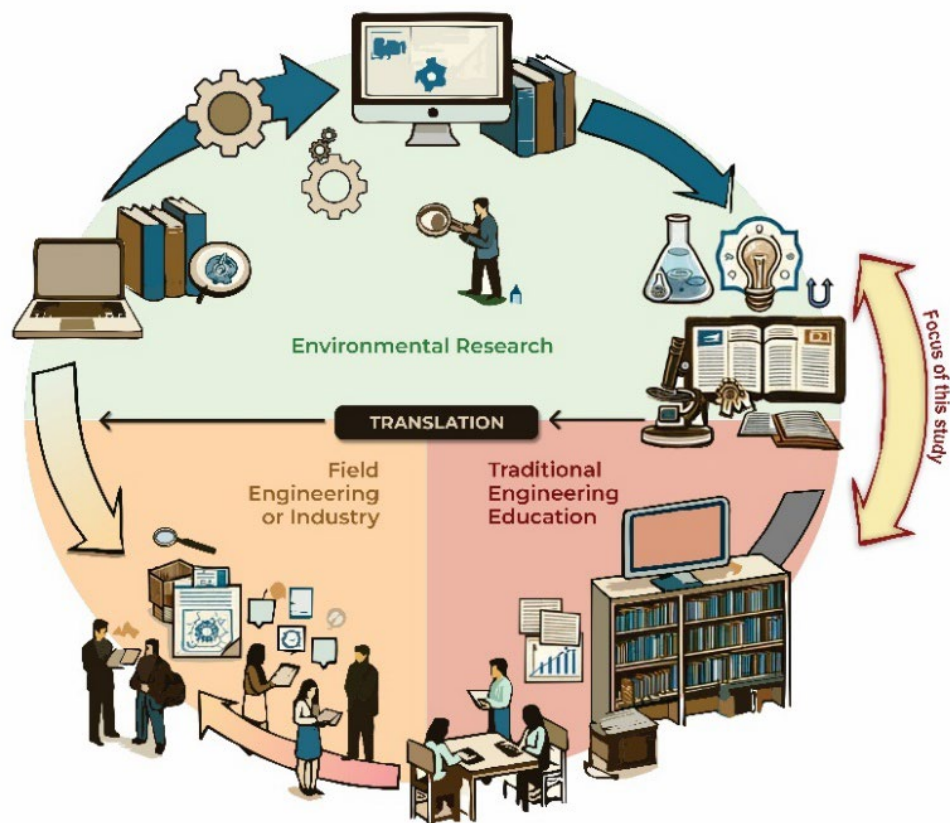 Environmental Research
TRANSLATION
Field
Engineering
or Industry
Traditional
Engineering
Education
Focus of this study